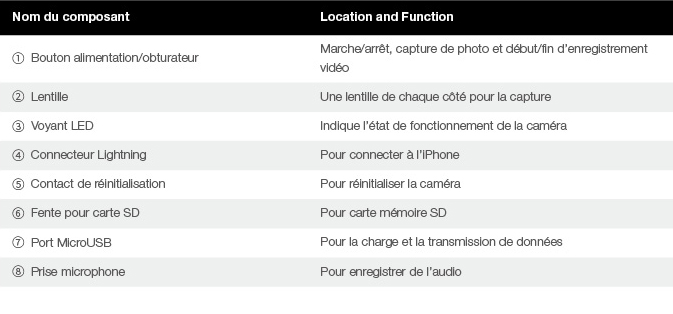 Nom du composant Location and Function
① Bouton alimentation/obturateur Marche/arrêt, capture de photo et début/fin d'enregistrement
vidéo
② Lentille Une lentille de chaque côté pour la capture
③ Voyant LED Indique l'état de fonctionnement de la caméra
④ Connecteur Lightning Pour connecter à l'iPhone
⑤ Contact de réinitialisation Pour réinitialiser la caméra
⑥ Fente pour carte SD Pour carte mémoire SD
⑦ Port MicroUSB Pour la charge et la transmission de données
⑧ Prise microphone Pour enregistrer de l'audio